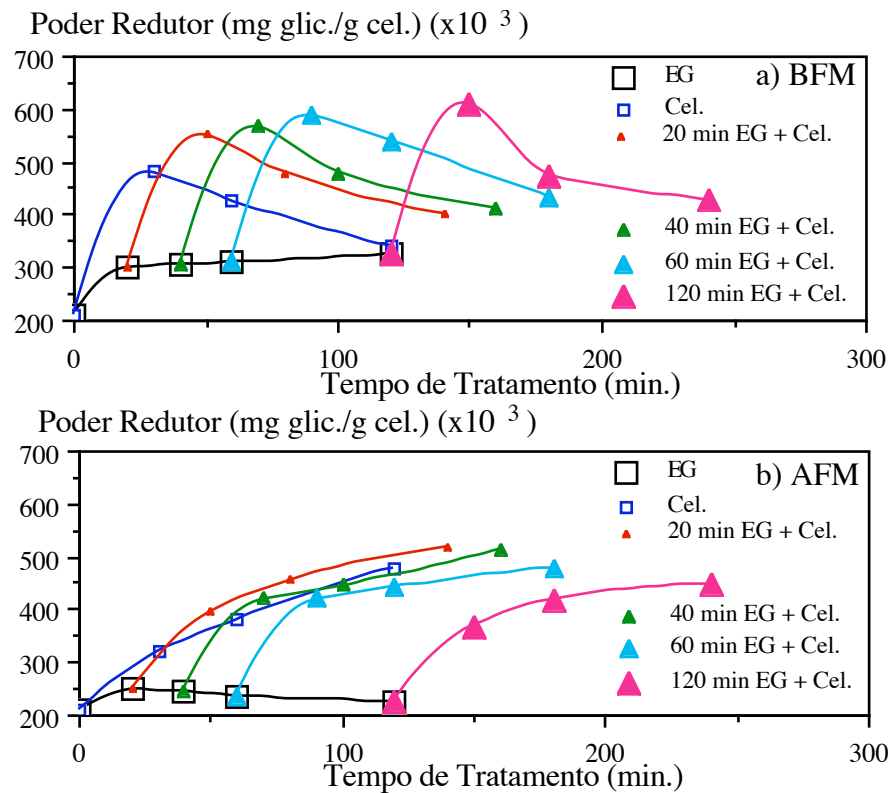 Poder Redutor (mg glic./g cel.) (x10 3 )
700
EG
a) BFM
Cel.
600
20 min EG + Cel.
500
400
40 min EG + Cel.
60 min EG + Cel.
300
120 min EG + Cel.
200
0
100
200
300
Tempo de Tratamento (min.)
Poder Redutor (mg glic./g cel.) (x10 3 )
700
EG
b) AFM
Cel.
600
20 min EG + Cel.
500
400
40 min EG + Cel.
60 min EG + Cel.
300
120 min EG + Cel.
200
0
100
200
300
Tempo de Tratamento (min.)